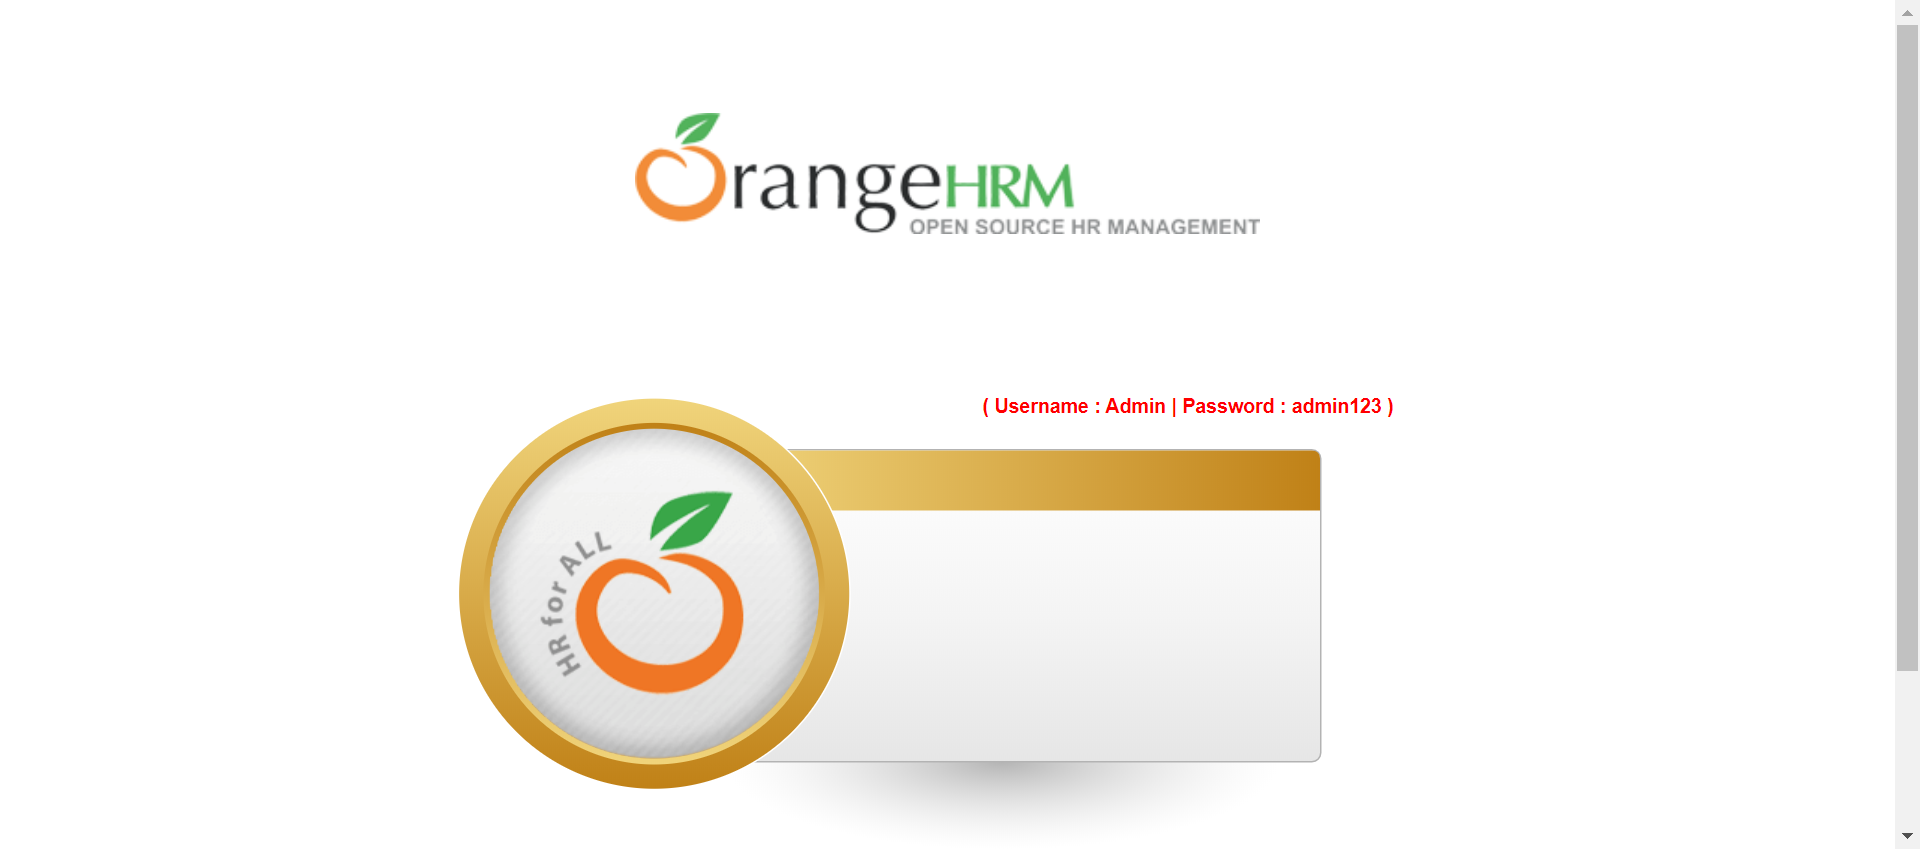 OrangeHRM
OPEN SOURCE HR MANAGEMENT
( Username : Admin | Password : admin123 )
HR for ALL